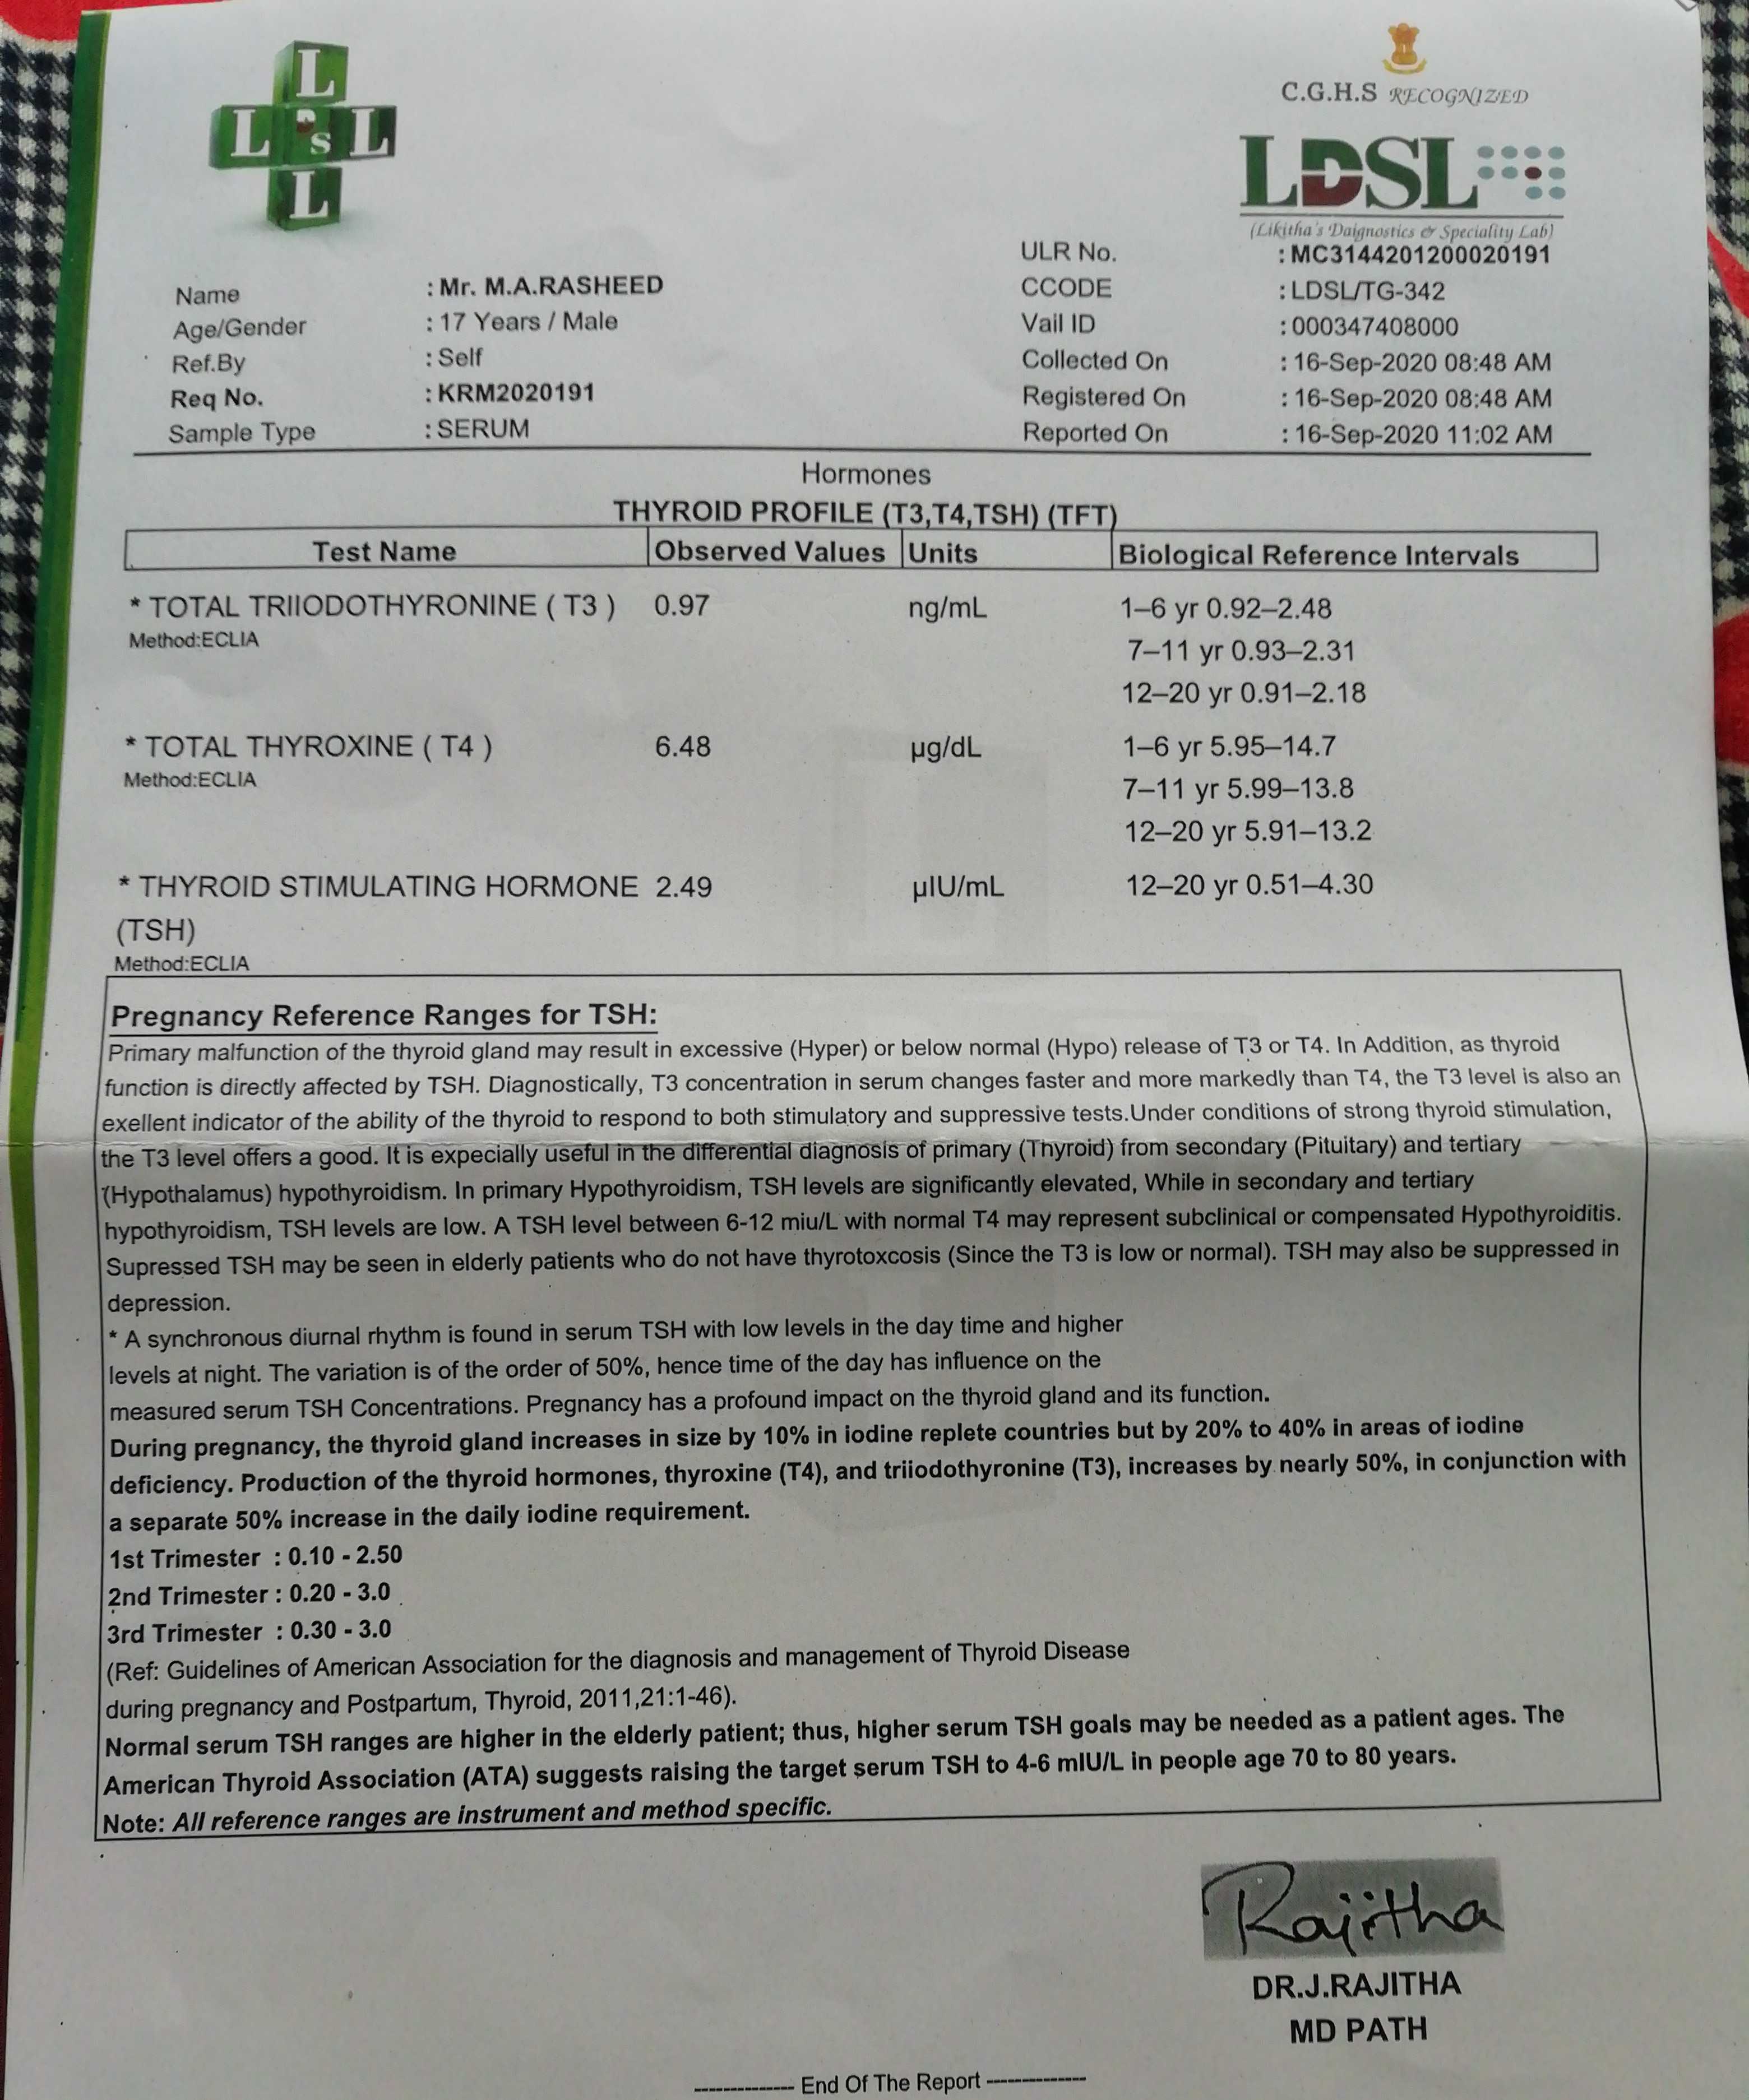 L
L D S L
L
C.G.H.S RECOGNIZED
LDSL
(Likitha's Daignostics & Speciality Lab)
Name : Mr. M.A.RASHEED
Age/Gender : 17 Years / Male
Ref.By : Self
Req No. : KRM2020191
Sample Type : SERUM
ULR No. : MC3144201200020191
CCODE : LDSL/TG-342
Vail ID : 000347408000
Collected On : 16-Sep-2020 08:48 AM
Registered On : 16-Sep-2020 08:48 AM
Reported On : 16-Sep-2020 11:02 AM
Hormones
THYROID PROFILE (T3,T4,TSH) (TFT)
Test Name Observed Values Units Biological Reference Intervals
* TOTAL TRIIODOTHYRONINE ( T3 ) 0.97 ng/mL 1–6 yr 0.92–2.48
Method:ECLIA
7–11 yr 0.93–2.31
12–20 yr 0.91–2.18
* TOTAL THYROXINE ( T4 ) 6.48 µg/dL 1–6 yr 5.95–14.7
Method:ECLIA
7–11 yr 5.99–13.8
12–20 yr 5.91–13.2
* THYROID STIMULATING HORMONE 2.49 µIU/mL 12–20 yr 0.51–4.30
(TSH)
Method:ECLIA
Pregnancy Reference Ranges for TSH:
Primary malfunction of the thyroid gland may result in excessive (Hyper) or below normal (Hypo) release of T3 or T4. In Addition, as thyroid
function is directly affected by TSH. Diagnostically, T3 concentration in serum changes faster and more markedly than T4, the T3 level is also an
exellent indicator of the ability of the thyroid to respond to both stimulatory and suppressive tests.Under conditions of strong thyroid stimulation,
the T3 level offers a good. It is expecially useful in the differential diagnosis of primary (Thyroid) from secondary (Pituitary) and tertiary
(Hypothalamus) hypothyroidism. In primary Hypothyroidism, TSH levels are significantly elevated, While in secondary and tertiary
hypothyroidism, TSH levels are low. A TSH level between 6-12 miu/L with normal T4 may represent subclinical or compensated Hypothyroiditis.
Supressed TSH may be seen in elderly patients who do not have thyrotoxcosis (Since the T3 is low or normal). TSH may also be suppressed in
depression.
* A synchronous diurnal rhythm is found in serum TSH with low levels in the day time and higher
levels at night. The variation is of the order of 50%, hence time of the day has influence on the
measured serum TSH Concentrations. Pregnancy has a profound impact on the thyroid gland and its function.
During pregnancy, the thyroid gland increases in size by 10% in iodine replete countries but by 20% to 40% in areas of iodine
deficiency. Production of the thyroid hormones, thyroxine (T4), and triiodothyronine (T3), increases by nearly 50%, in conjunction with
a separate 50% increase in the daily iodine requirement.
1st Trimester : 0.10 - 2.50
2nd Trimester : 0.20 - 3.0
3rd Trimester : 0.30 - 3.0
(Ref: Guidelines of American Association for the diagnosis and management of Thyroid Disease
during pregnancy and Postpartum, Thyroid, 2011,21:1-46).
Normal serum TSH ranges are higher in the elderly patient; thus, higher serum TSH goals may be needed as a patient ages. The
American Thyroid Association (ATA) suggests raising the target serum TSH to 4-6 mIU/L in people age 70 to 80 years.
Note: All reference ranges are instrument and method specific.
Rajitha
DR.J.RAJITHA
MD PATH
------------- End Of The Report -------------